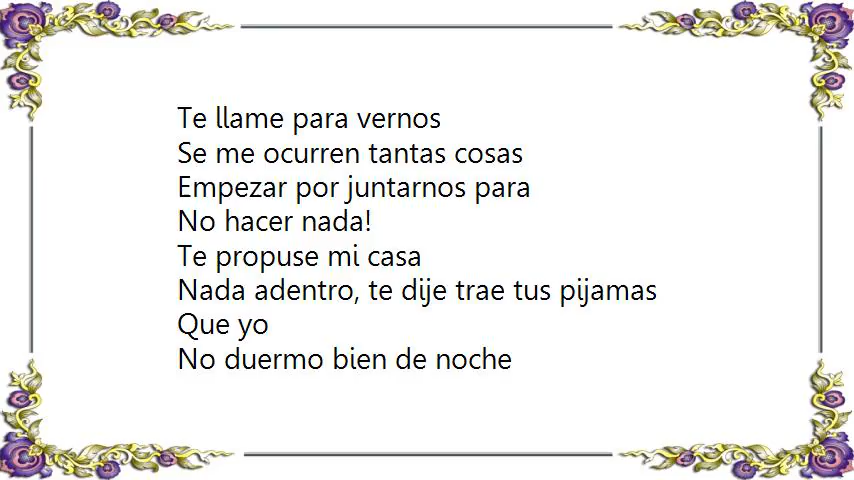 Te llame para vernos
Se me ocurren tantas cosas
Empezar por juntarnos para
No hacer nada!
Te propuse mi casa
Nada adentro, te dije trae tus pijamas
Que yo
No duermo bien de noche